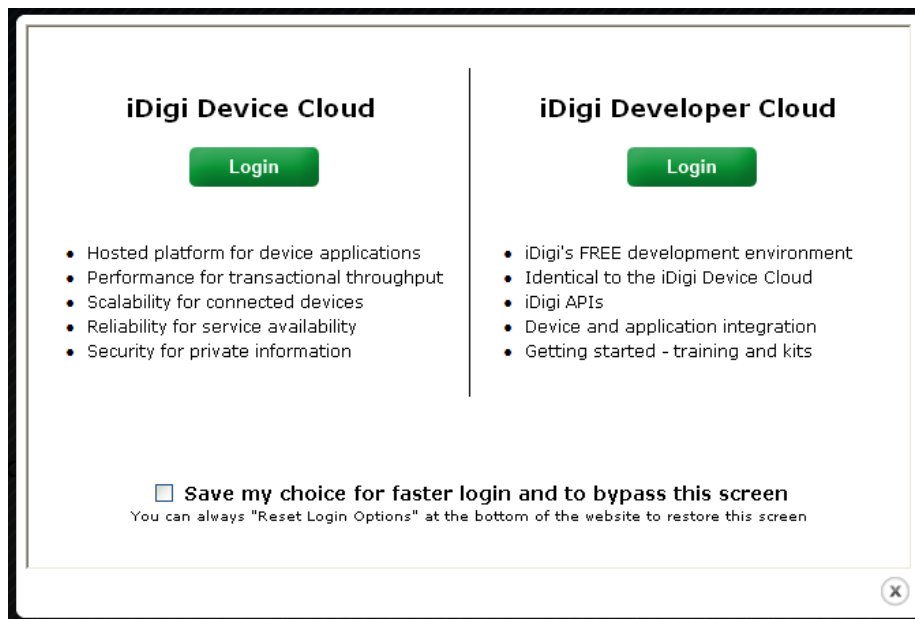 iDigi Device Cloud
Login
• Hosted platform for device applications
• Performance for transactional throughput
• Scalability for connected devices
• Reliability for service availability
• Security for private information
iDigi Developer Cloud
Login
• iDigi's FREE development environment
• Identical to the iDigi Device Cloud
• iDigi APIs
• Device and application integration
• Getting started - training and kits
Save my choice for faster login and to bypass this screen
You can always "Reset Login Options" at the bottom of the website to restore this screen